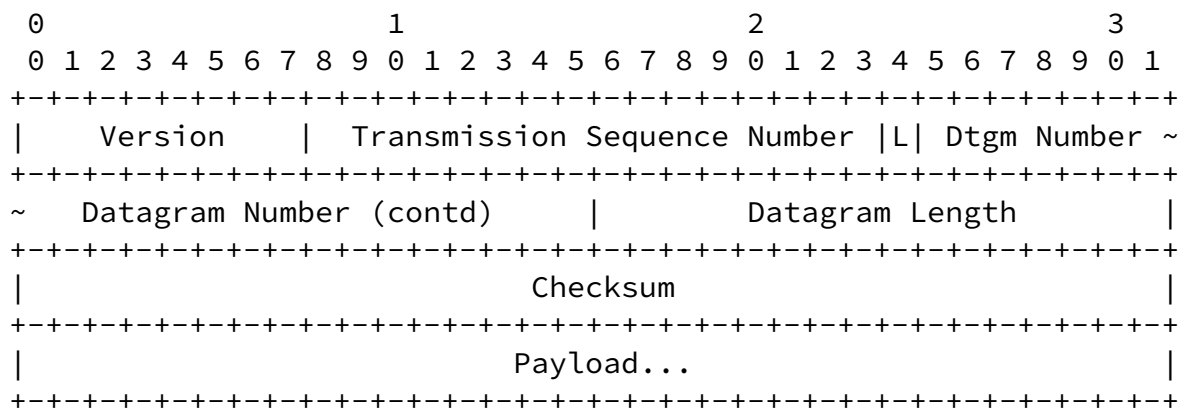 0                   1                   2                   3
 0 1 2 3 4 5 6 7 8 9 0 1 2 3 4 5 6 7 8 9 0 1 2 3 4 5 6 7 8 9 0 1
+-+-+-+-+-+-+-+-+-+-+-+-+-+-+-+-+-+-+-+-+-+-+-+-+-+-+-+-+-+-+-+-+
|    Version    |  Transmission Sequence Number |L| Dtgm Number ~
+-+-+-+-+-+-+-+-+-+-+-+-+-+-+-+-+-+-+-+-+-+-+-+-+-+-+-+-+-+-+-+-+
~   Datagram Number (contd)     |        Datagram Length        |
+-+-+-+-+-+-+-+-+-+-+-+-+-+-+-+-+-+-+-+-+-+-+-+-+-+-+-+-+-+-+-+-+
|                            Checksum                           |
+-+-+-+-+-+-+-+-+-+-+-+-+-+-+-+-+-+-+-+-+-+-+-+-+-+-+-+-+-+-+-+-+
|                           Payload...                          |
+-+-+-+-+-+-+-+-+-+-+-+-+-+-+-+-+-+-+-+-+-+-+-+-+-+-+-+-+-+-+-+-+